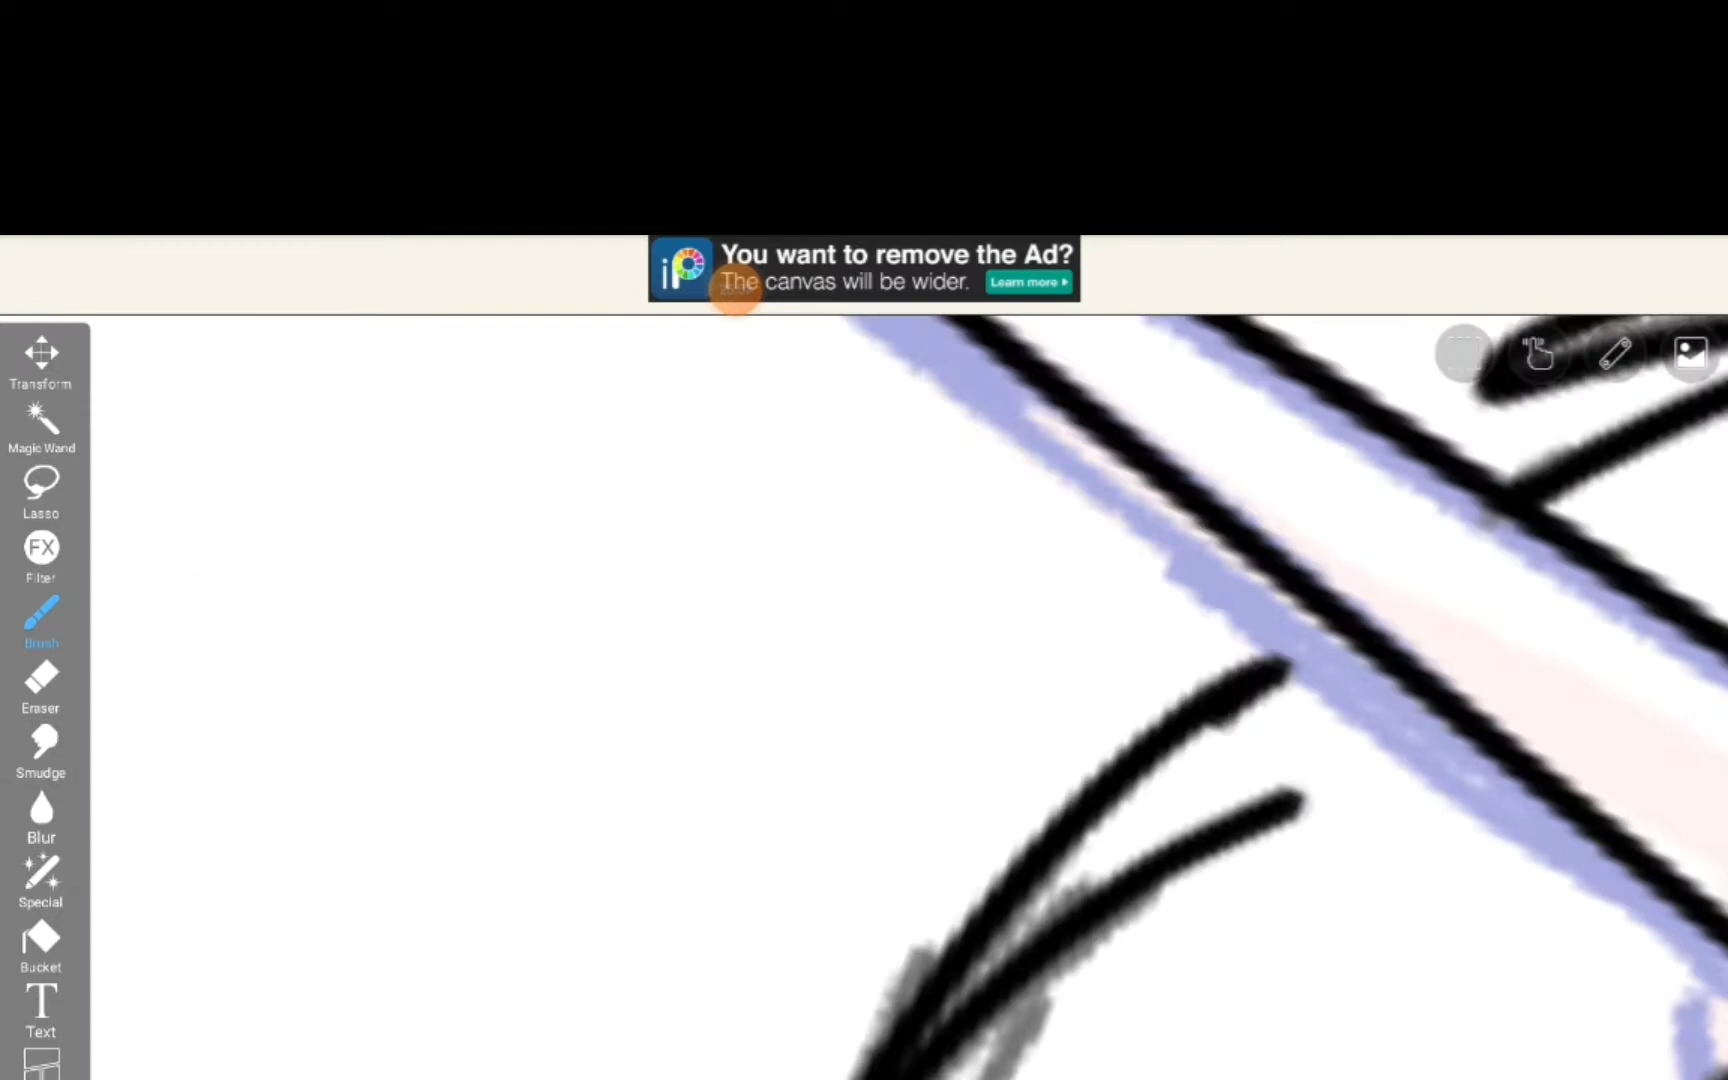 iP
You want to remove the Ad?
The canvas will be wider.
Learn more
Transform
Magic Wand
Lasso
FX
Filter
Brush
Eraser
Smudge
Blur
Special
Bucket
T
Text